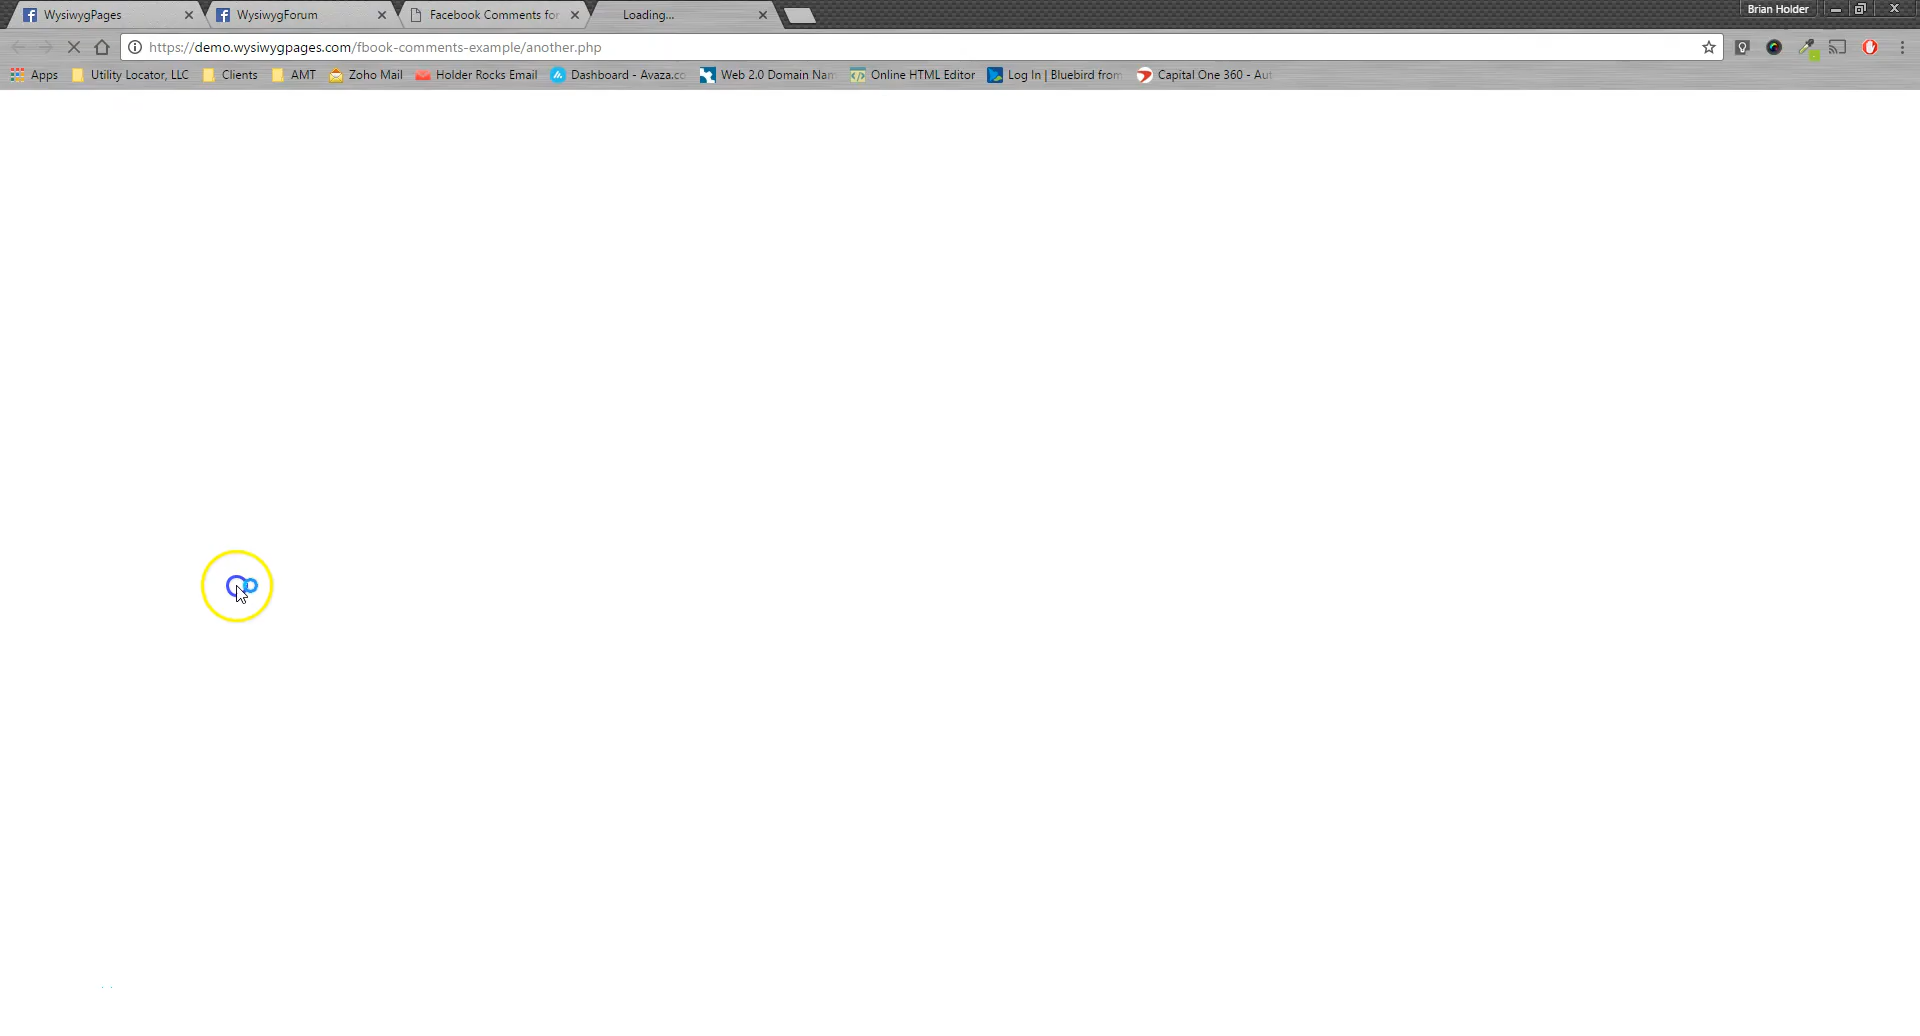 WysiwygPages
WysiwygForum
Facebook Comments for
Loading...
Brian Holder
https://demo.wysiwygpages.com/fbook-comments-example/another.php
Apps
Utility Locator, LLC
Clients
AMT
Zoho Mail
Holder Rocks Email
Dashboard - Avaza.co
Web 2.0 Domain Nam
Online HTML Editor
Log In | Bluebird from
Capital One 360 - Aut